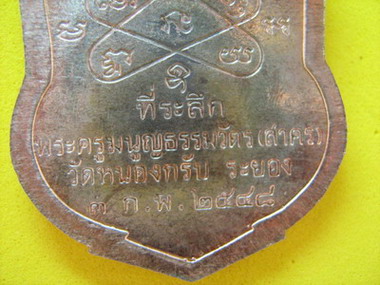 ที่ระลึก
พระครูมนูญธรรมวัตร (สาคร)
วัดหนองกรับ ระยอง
๓ ก.พ. ๒๕๔๔